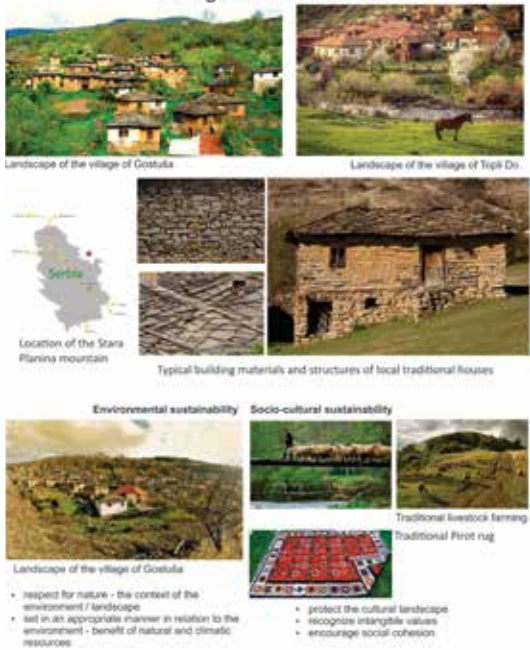 Landscape of the village of Gostuša
Landscape of the village of Topli Do
Serbia
Location of the Stara
Planina mountain
Typical building materials and structures of local traditional houses
Environmental sustainability
Socio-cultural sustainability
Landscape of the village of Gostuša
Traditional livestock farming
Traditional Pirot rug
• respect for nature - the context of the
environment / landscape
• set in an appropriate manner in relation to the
environment - benefit of natural and climatic
resources
• protect the cultural landscape
• recognize intangible values
• encourage social cohesion